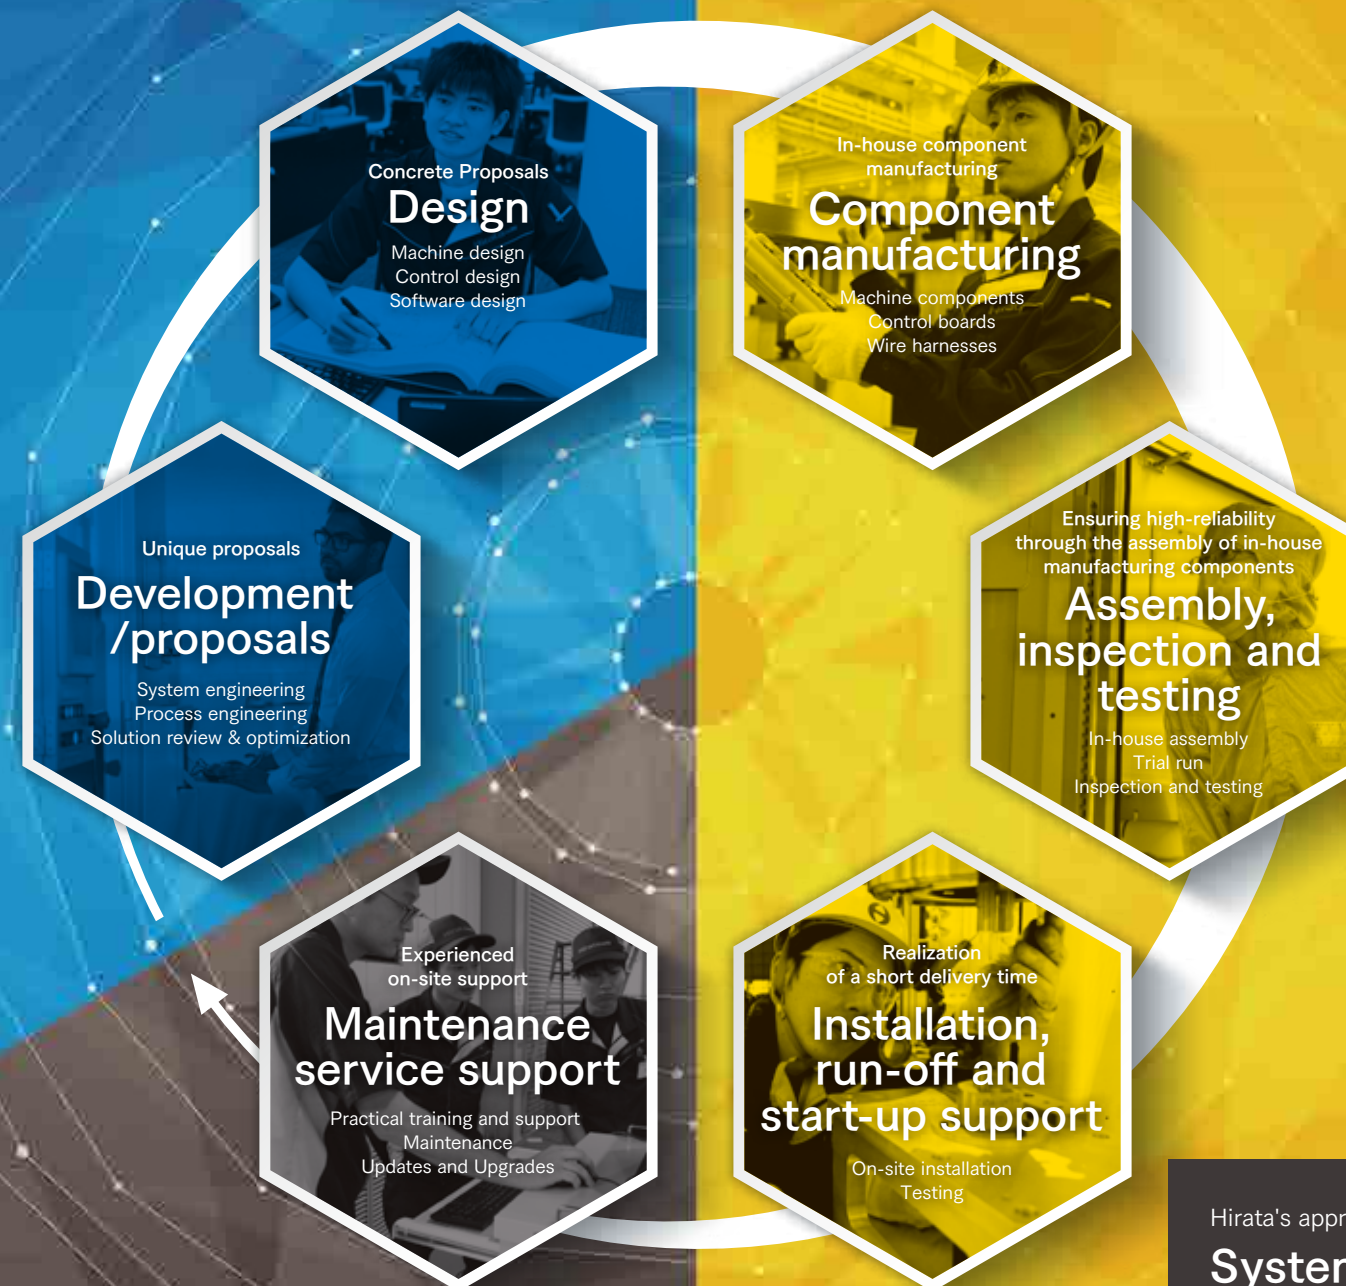 Concrete Proposals
Design
Machine design
Control design
Software design
In-house component
manufacturing
Component
manufacturing
Machine components
Control boards
Wire harnesses
Unique proposals
Development
/proposals
System engineering
Process engineering
Solution review & optimization
Ensuring high-reliability
through the assembly of in-house
manufacturing components
Assembly,
inspection and
testing
In-house assembly
Trial run
Inspection and testing
Experienced
on-site support
Maintenance
service support
Practical training and support
Maintenance
Updates and Upgrades
Realization
of a short delivery time
Installation,
run-off and
start-up support
On-site installation
Testing
Hirata's